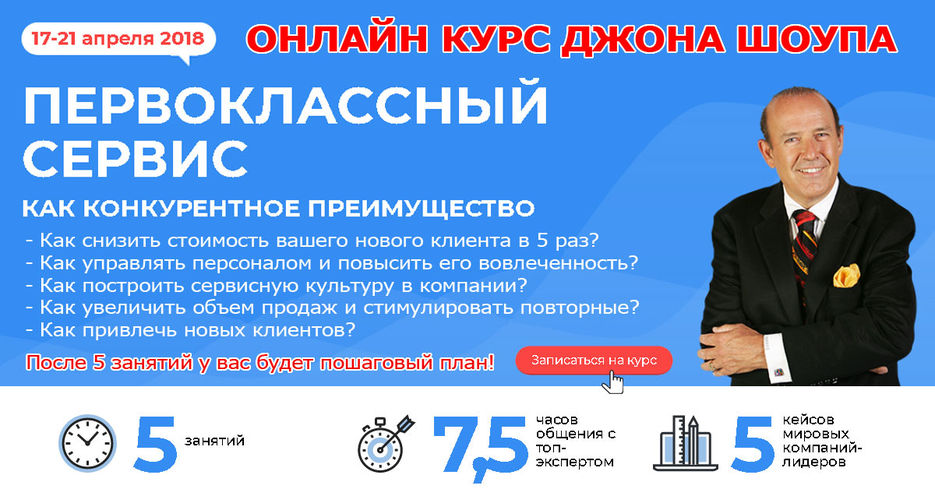 17-21 апреля 2018
ОНЛАЙН КУРС ДЖОНА ШОУПА
ПЕРВОКЛАССНЫЙ
СЕРВИС
КАК КОНКУРЕНТНОЕ ПРЕИМУЩЕСТВО
- Как снизить стоимость вашего нового клиента в 5 раз?
- Как управлять персоналом и повысить его вовлеченность?
- Как построить сервисную культуру в компании?
- Как увеличить объем продаж и стимулировать повторные?
- Как привлечь новых клиентов?
После 5 занятий у вас будет пошаговый план!
Записаться на курс
5 занятий
7,5 часов
общения с
топ-
экспертом
5 кейсов
мировых
компаний-
лидеров